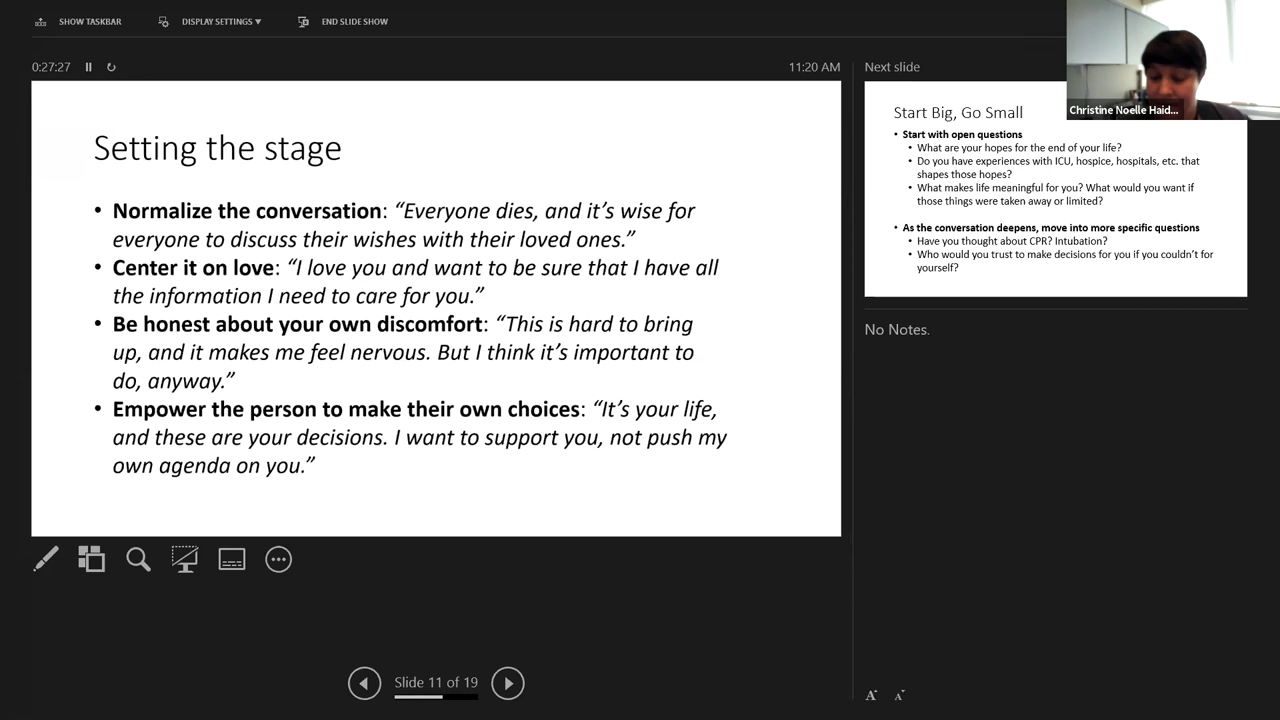 SHOW TASKBAR
DISPLAY SETTINGS ▼
END SLIDE SHOW
0:27:27
11:20 AM
Setting the stage
• Normalize the conversation: “Everyone dies, and it’s wise for
everyone to discuss their wishes with their loved ones.”
• Center it on love: “I love you and want to be sure that I have all
the information I need to care for you.”
• Be honest about your own discomfort: “This is hard to bring
up, and it makes me feel nervous. But I think it’s important to
do, anyway.”
• Empower the person to make their own choices: “It’s your life,
and these are your decisions. I want to support you, not push my
own agenda on you.”
Slide 11 of 19
Next slide
Christine Noelle Haid...
Start Big, Go Small
• Start with open questions
• What are your hopes for the end of your life?
• Do you have experiences with ICU, hospice, hospitals, etc. that
shapes those hopes?
• What makes life meaningful for you? What would you want if
those things were taken away or limited?
• As the conversation deepens, move into more specific questions
• Have you thought about CPR? Intubation?
• Who would you trust to make decisions for you if you couldn’t for
yourself?
No Notes.
A A